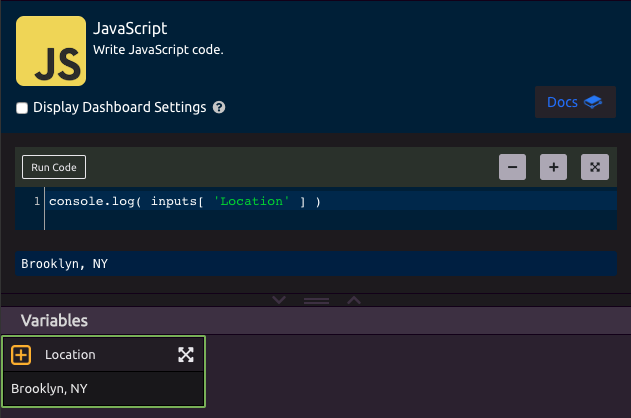 JS
JavaScript
Write JavaScript code.
Display Dashboard Settings ?
Docs
Run Code
1 console.log( inputs[ 'Location' ] )
Brooklyn, NY
Variables
Location
Brooklyn, NY